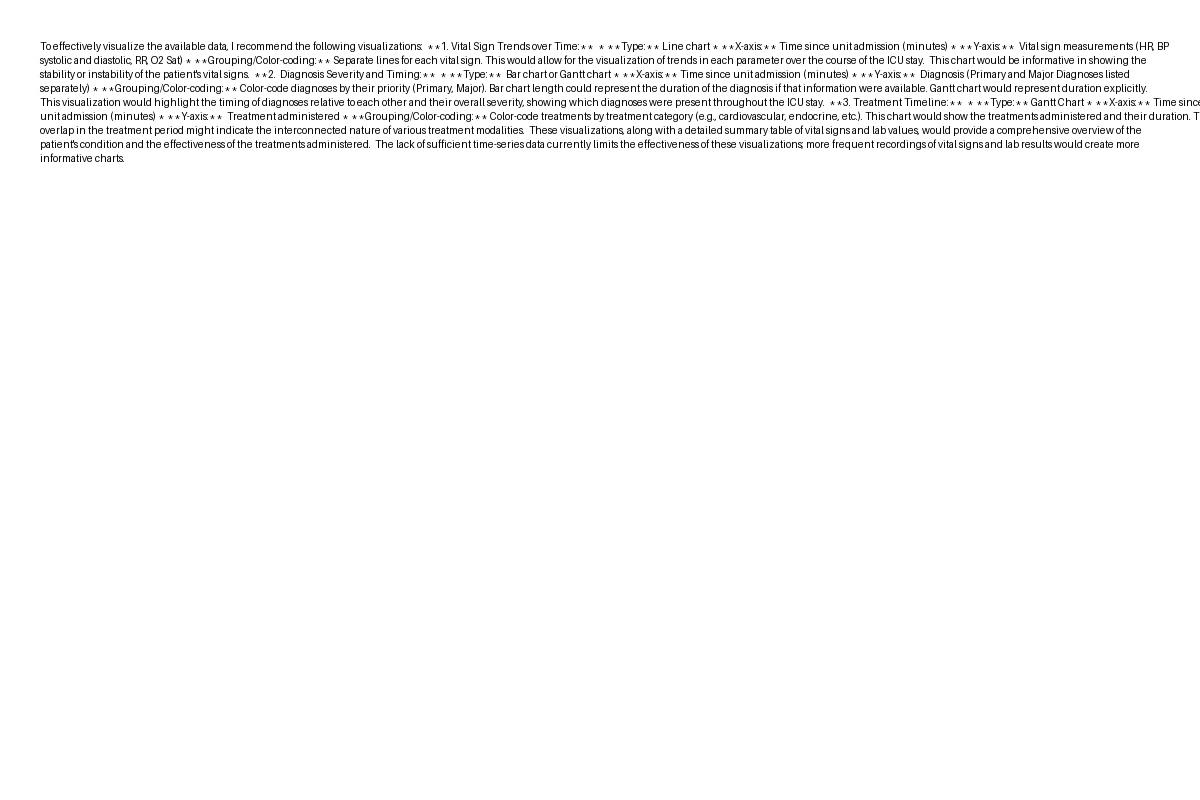 To effectively visualize the available data, I recommend the following visualizations:  **1. Vital Sign Trends over Time:**  * **Type:** Line chart * **X-axis:** Time since unit admission (minutes) * **Y-axis:**  Vital sign measurements (HR, BP
systolic and diastolic, RR, O2 Sat) * **Grouping/Color-coding:** Separate lines for each vital sign. This would allow for the visualization of trends in each parameter over the course of the ICU stay.  This chart would be informative in showing the
stability or instability of the patient's vital signs.  **2.  Diagnosis Severity and Timing:**  * **Type:**  Bar chart or Gantt chart * **X-axis:** Time since unit admission (minutes) * **Y-axis:**  Diagnosis (Primary and Major Diagnoses listed
separately) * **Grouping/Color-coding:** Color-code diagnoses by their priority (Primary, Major). Bar chart length could represent the duration of the diagnosis if that information were available. Gantt chart would represent duration explicitly.
This visualization would highlight the timing of diagnoses relative to each other and their overall severity, showing which diagnoses were present throughout the ICU stay.  **3. Treatment Timeline:**  * **Type:** Gantt Chart * **X-axis:** Time since
unit admission (minutes) * **Y-axis:**  Treatment administered * **Grouping/Color-coding:** Color-code treatments by treatment category (e.g., cardiovascular, endocrine, etc.). This chart would show the treatments administered and their duration. T
overlap in the treatment period might indicate the interconnected nature of various treatment modalities.  These visualizations, along with a detailed summary table of vital signs and lab values, would provide a comprehensive overview of the
patient's condition and the effectiveness of the treatments administered.  The lack of sufficient time-series data currently limits the effectiveness of these visualizations; more frequent recordings of vital signs and lab results would create more
informative charts.